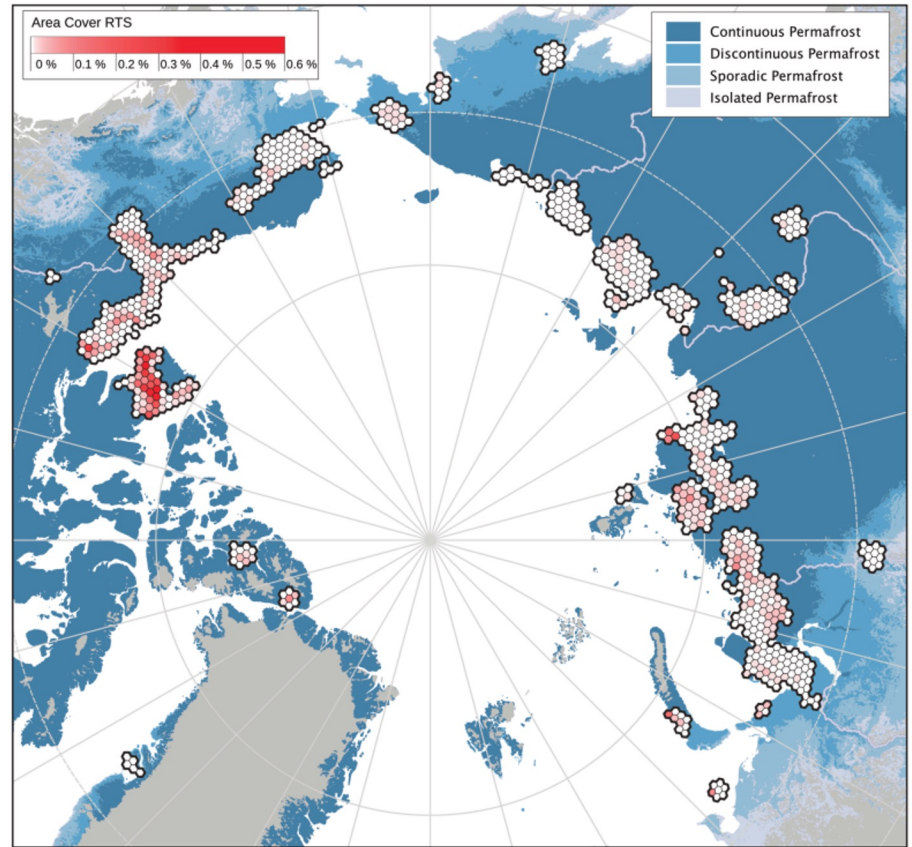 Area Cover RTS
0 % 0.1 % 0.2 % 0.3 % 0.4 % 0.5 % 0.6 %
Continuous Permafrost
Discontinuous Permafrost
Sporadic Permafrost
Isolated Permafrost